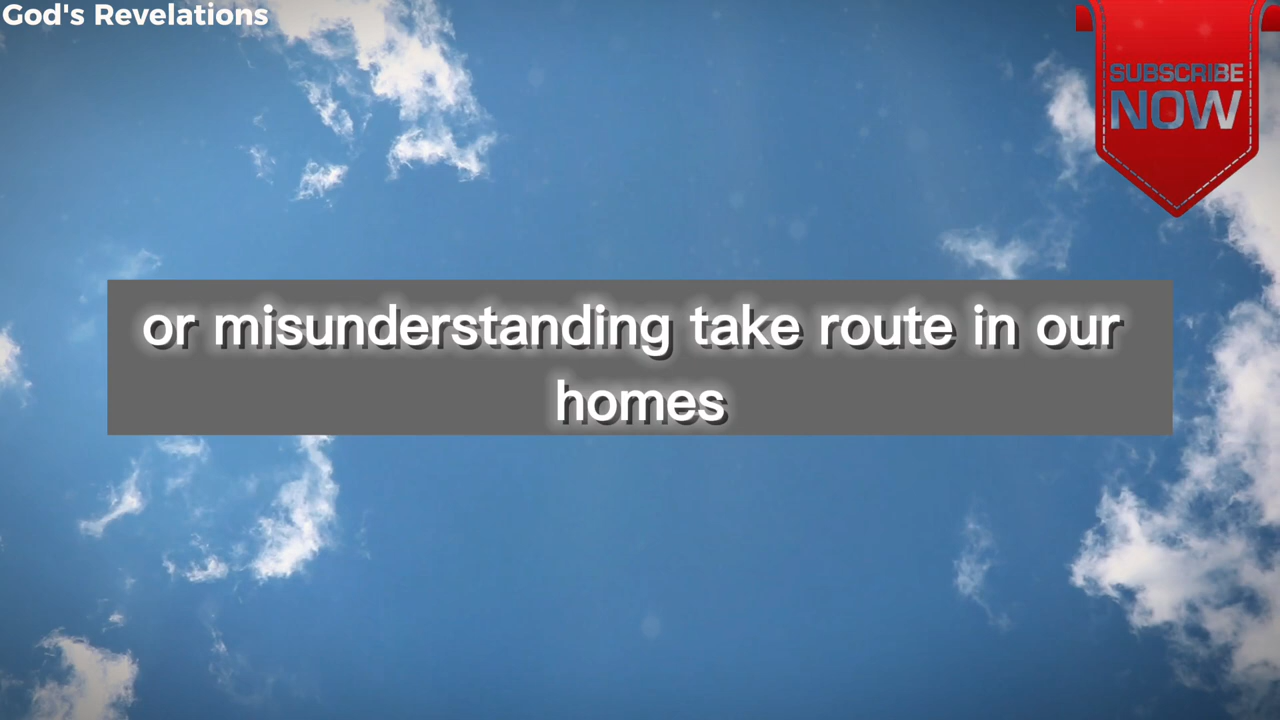 God's Revelations
SUBSCRIBE
NOW
or misunderstanding take route in our
homes